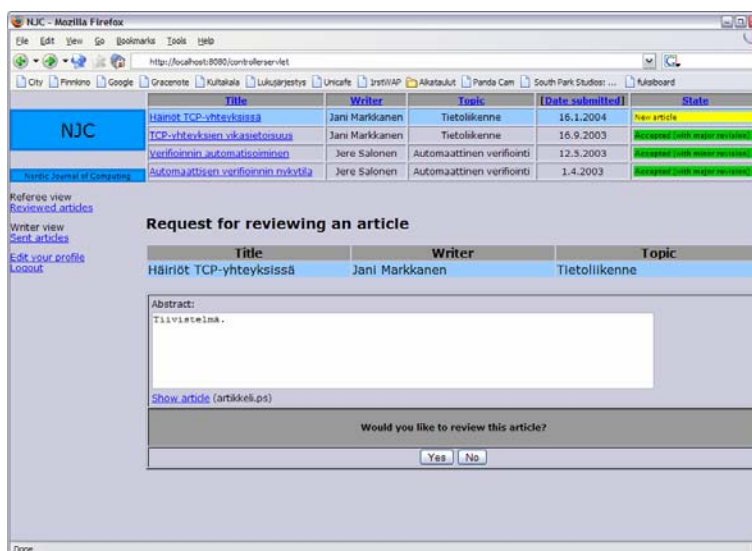 NJC - Mozilla Firefox
File Edit View Go Bookmarks Tools Help
http://localhost:8080/controllerservlet
City Finnkino Google Gracenote Kultakala Lukujärjestys Unicafe IrstiWAP Aikataulut Panda Cam South Park Studios: ... fuksboard
Title Writer Topic [Date submitted] State
Häiriöt TCP-yhteyksissä Jani Markkanen Tietoliikenne 16.1.2004 New article
TCP-yhteyksien vikasietoisuus Jani Markkanen Tietoliikenne 16.9.2003 Accepted (with major revision)
Verifioinnin automatisoiminen Jere Salonen Automaattinen verifiointi 12.5.2003 Accepted (with minor revision)
Automaattisen verifioinnin nykytila Jere Salonen Automaattinen verifiointi 1.4.2003 Accepted (with major revision)
NJC
Nordic Journal of Computing
Referee view
Reviewed articles
Writer view
Sent articles
Edit your profile
Logout
Request for reviewing an article
Title Writer Topic
Häiriöt TCP-yhteyksissä Jani Markkanen Tietoliikenne
Abstract:
Tiivistelmä.
Show article (artikkeli.ps)
Would you like to review this article?
Yes No
Done